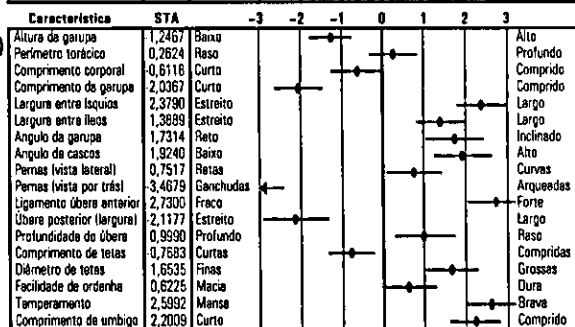 Característica STA -3 -2 -1 0 1 2 3
Altura da garupa -1,2467 Baixo Alto
Perímetro torácico 0,2624 Raso Profundo
Comprimento corporal -0,6118 Curto Comprido
Comprimento da garupa -2,0367 Curto Comprido
Largura entre ísquios 2,3790 Estreito Largo
Largura entre íleos 1,3889 Estreito Largo
Angulo da garupa 1,7314 Reto Inclinado
Angulo de cascos 1,9240 Baixo Alto
Pernas (vista lateral) 0,7517 Retas Curvas
Pernas (vista por trás) -3,4679 Ganchudas Arqueadas
Ligamento úbere anterior 2,7300 Fraco Forte
Úbere posterior (largura) -2,1177 Estreito Largo
Profundidade do úbere 0,9990 Profundo Raso
Comprimento de tetas -0,7683 Curtas Compridas
Diâmetro de tetas 1,6535 Finas Grossas
Facilidade de ordenha 0,6225 Macia Dura
Temperamento 2,5992 Mansa Brava
Comprimento de umbigo 2,2009 Curto Comprido